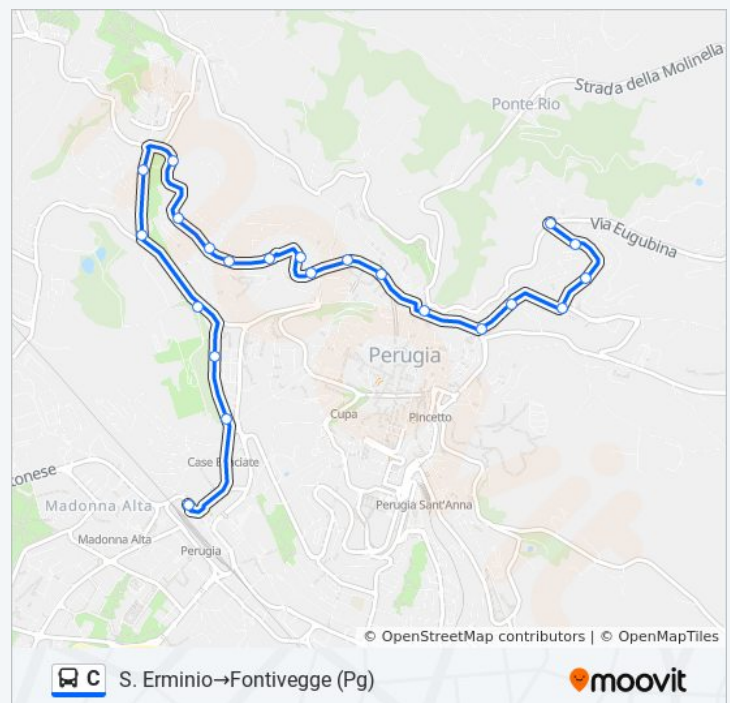 Strada della Molinella
Ponte Rio
Via Eugubina
Perugia
Cupa
Pincetto
onese
Madonna Alta
Perugia Sant'Anna
Madonna Alta
Perugia
© OpenStreetMap contributors | © OpenMapTiles
C S. Erminio→Fontivegge (Pg)
moovit